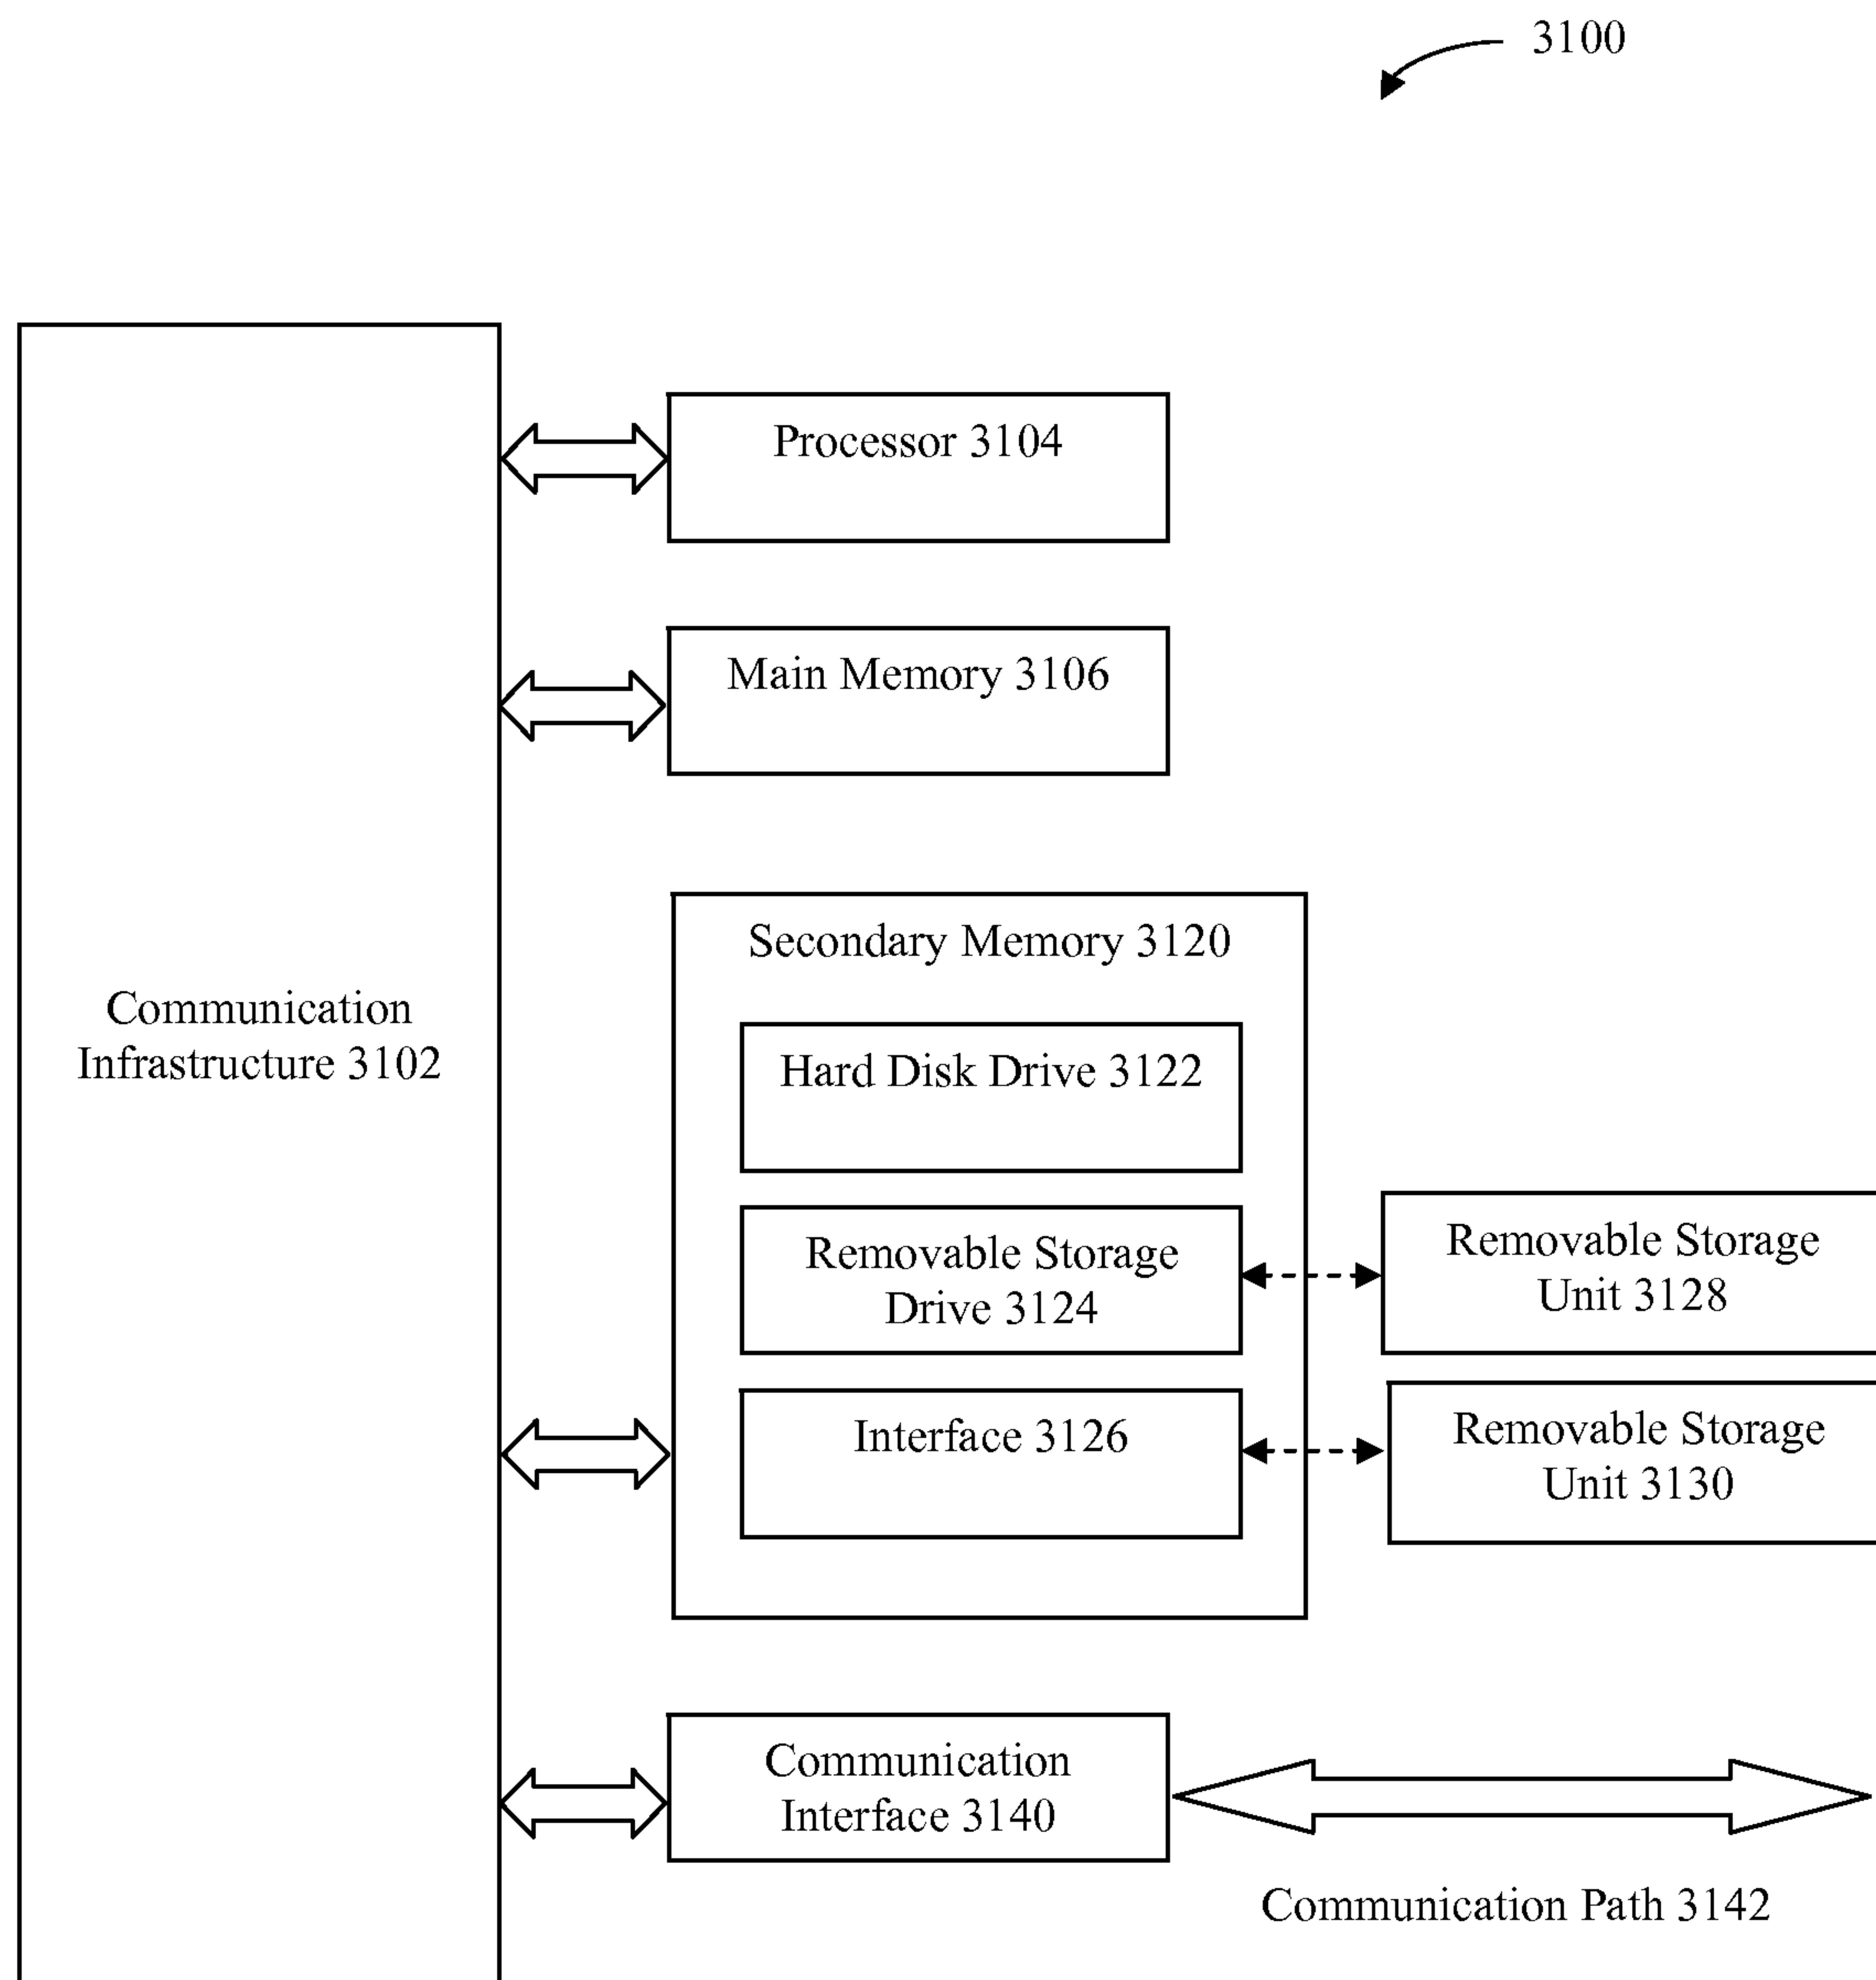 3100
Processor 3104
Main Memory 3106
Secondary Memory 3120
Communication
Infrastructure 3102
Hard Disk Drive 3122
Removable Storage
Drive 3124
Removable Storage
Unit 3128
Interface 3126
Removable Storage
Unit 3130
Communication
Interface 3140
Communication Path 3142